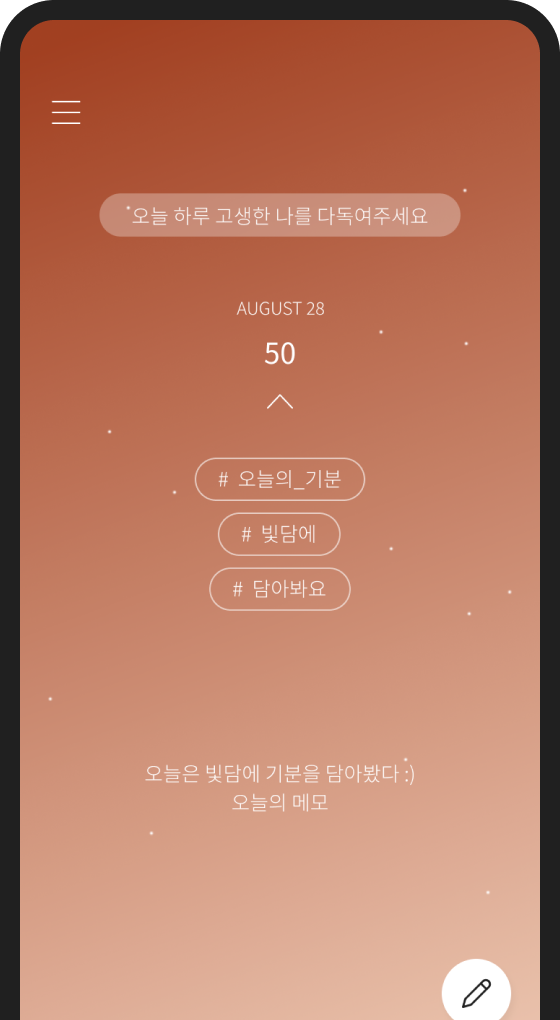 오늘 하루 고생한 나를 다독여주세요
AUGUST 28
50
# 오늘의_기분
# 빛담에
# 담아봐요
오늘은 빛담에 기분을 담아봤다 :)
오늘의 메모